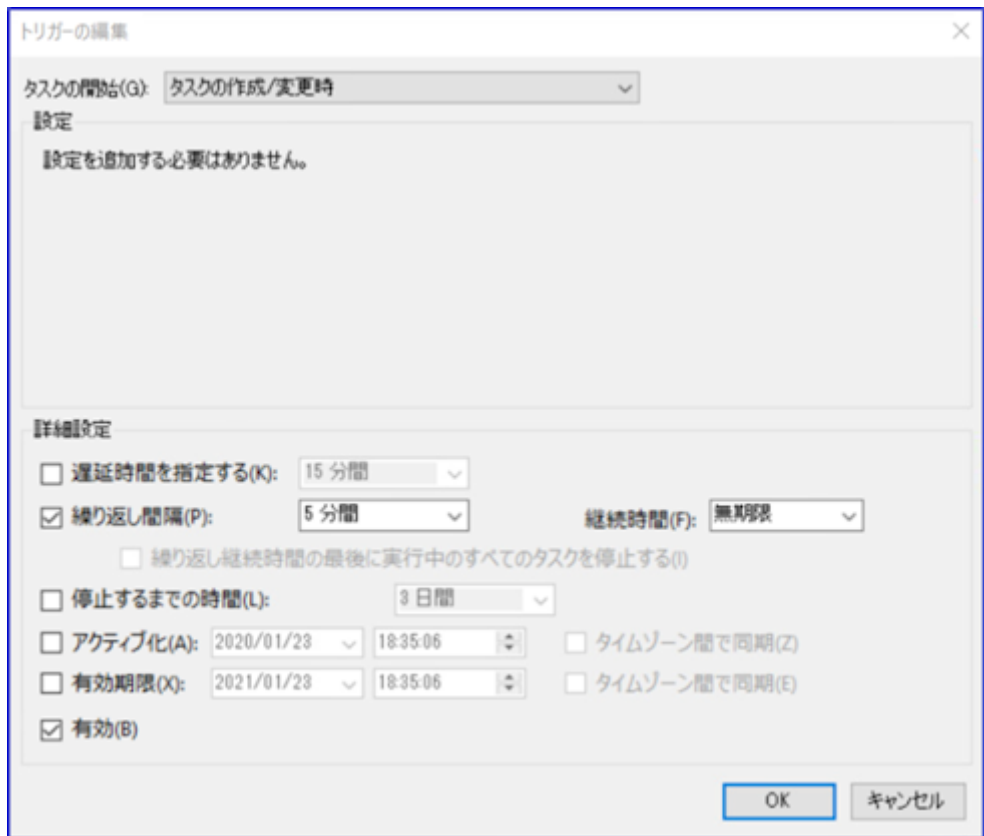 トリガーの編集
タスクの開始(G): タスクの作成/変更時
設定
設定を追加する必要はありません。
詳細設定
遅延時間を指定する(K): 15 分間
繰り返し間隔(P): 5 分間 継続時間(F): 無期限
繰り返し継続時間の最後に実行中のすべてのタスクを停止する(I)
停止するまでの時間(L): 3 日間
アクティブ化(A): 2020/01/23 18:35:06 タイムゾーン間で同期(Z)
有効期限(X): 2021/01/23 18:35:06 タイムゾーン間で同期(E)
有効(B)
OK キャンセル